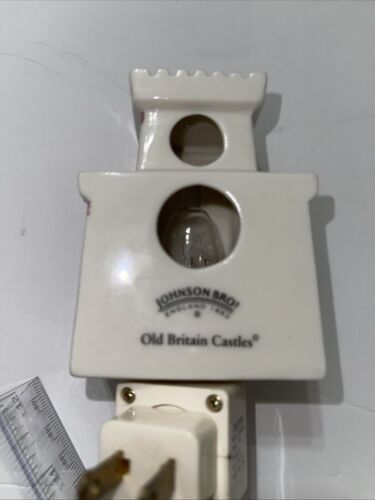 JOHNSON BROS
ENGLAND 1883
®
Old Britain Castles©